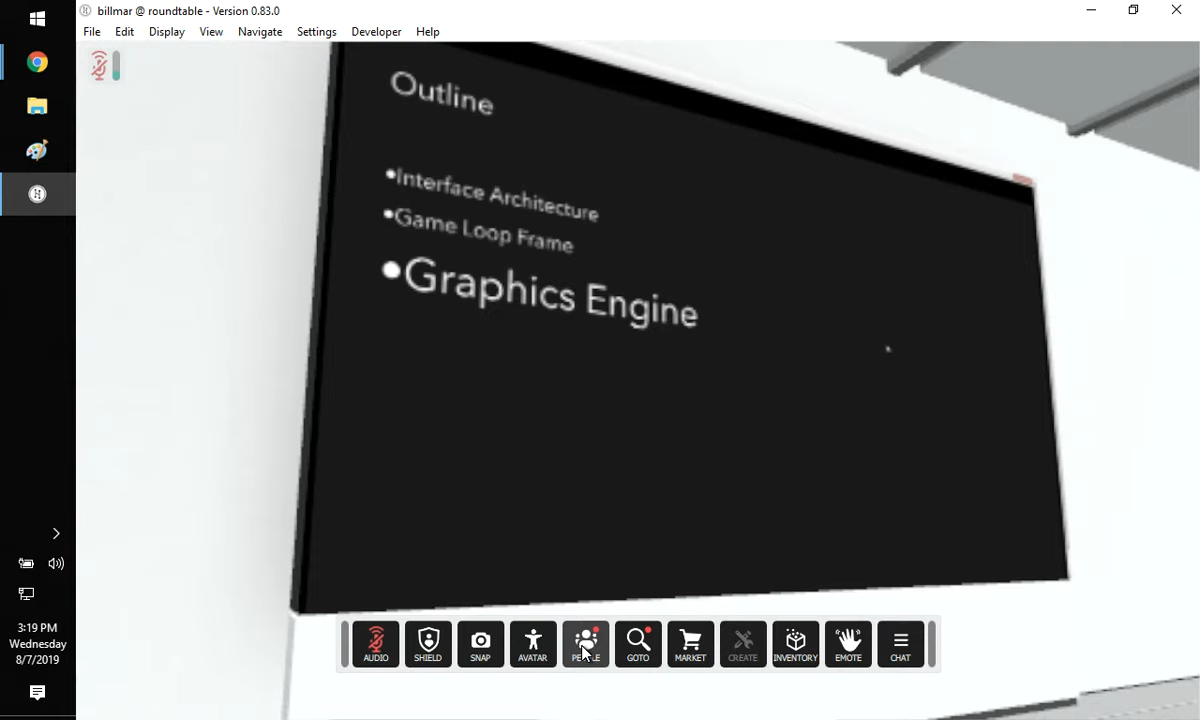 billmar @ roundtable - Version 0.83.0
File Edit Display View Navigate Settings Developer Help
Outline
•Interface Architecture
•Game Loop Frame
•Graphics Engine
3:19 PM
Wednesday
8/7/2019
AUDIO SHIELD SNAP AVATAR GOTO MARKET CREATE INVENTORY EMOTE CHAT